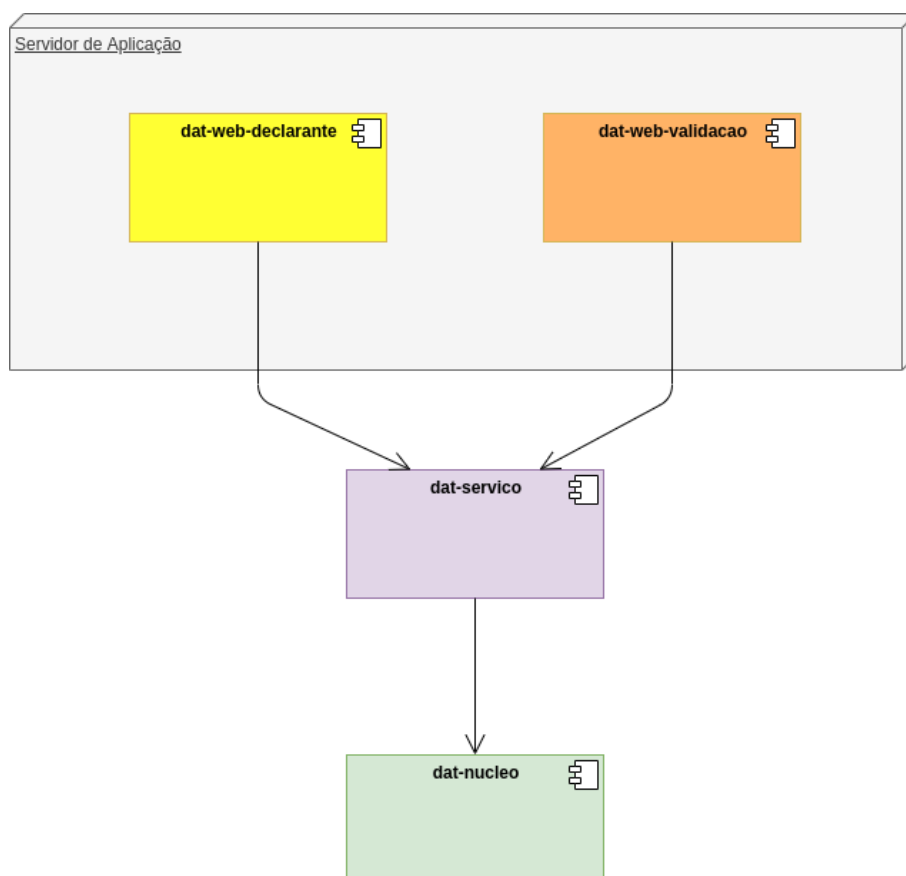 Servidor de Aplicação
dat-web-declarante
dat-web-validacao
dat-servico
dat-nucleo